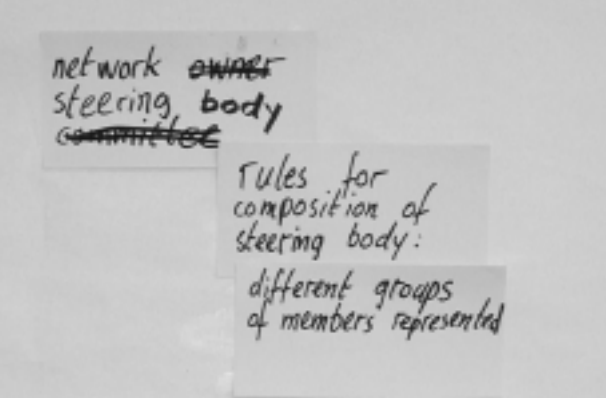 network owner
steering body
committee
rules for
composition of
steering body:
different groups
of members represented